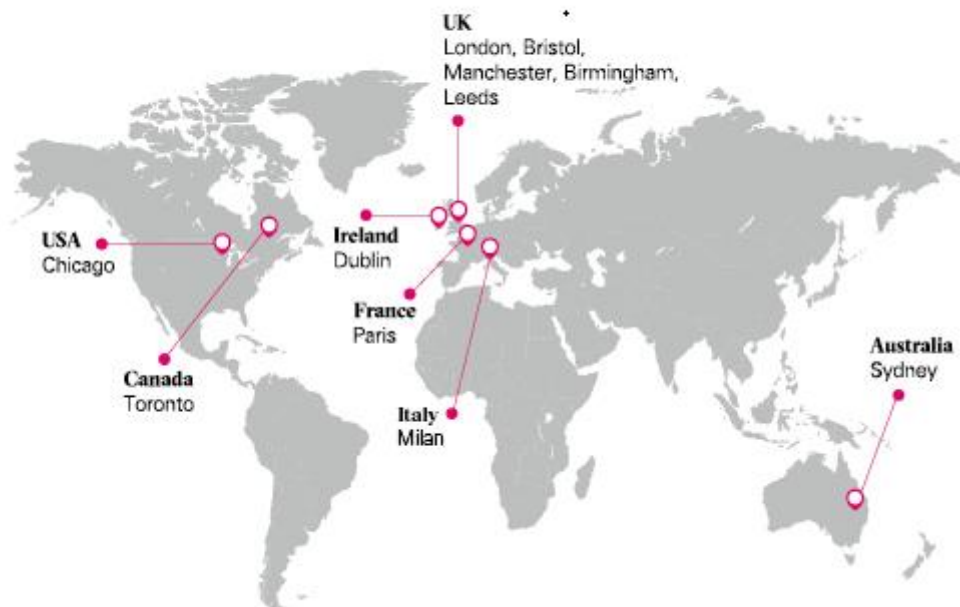 UK
London, Bristol,
Manchester, Birmingham,
Leeds
USA
Chicago
Ireland
Dublin
France
Paris
Canada
Toronto
Italy
Milan
Australia
Sydney